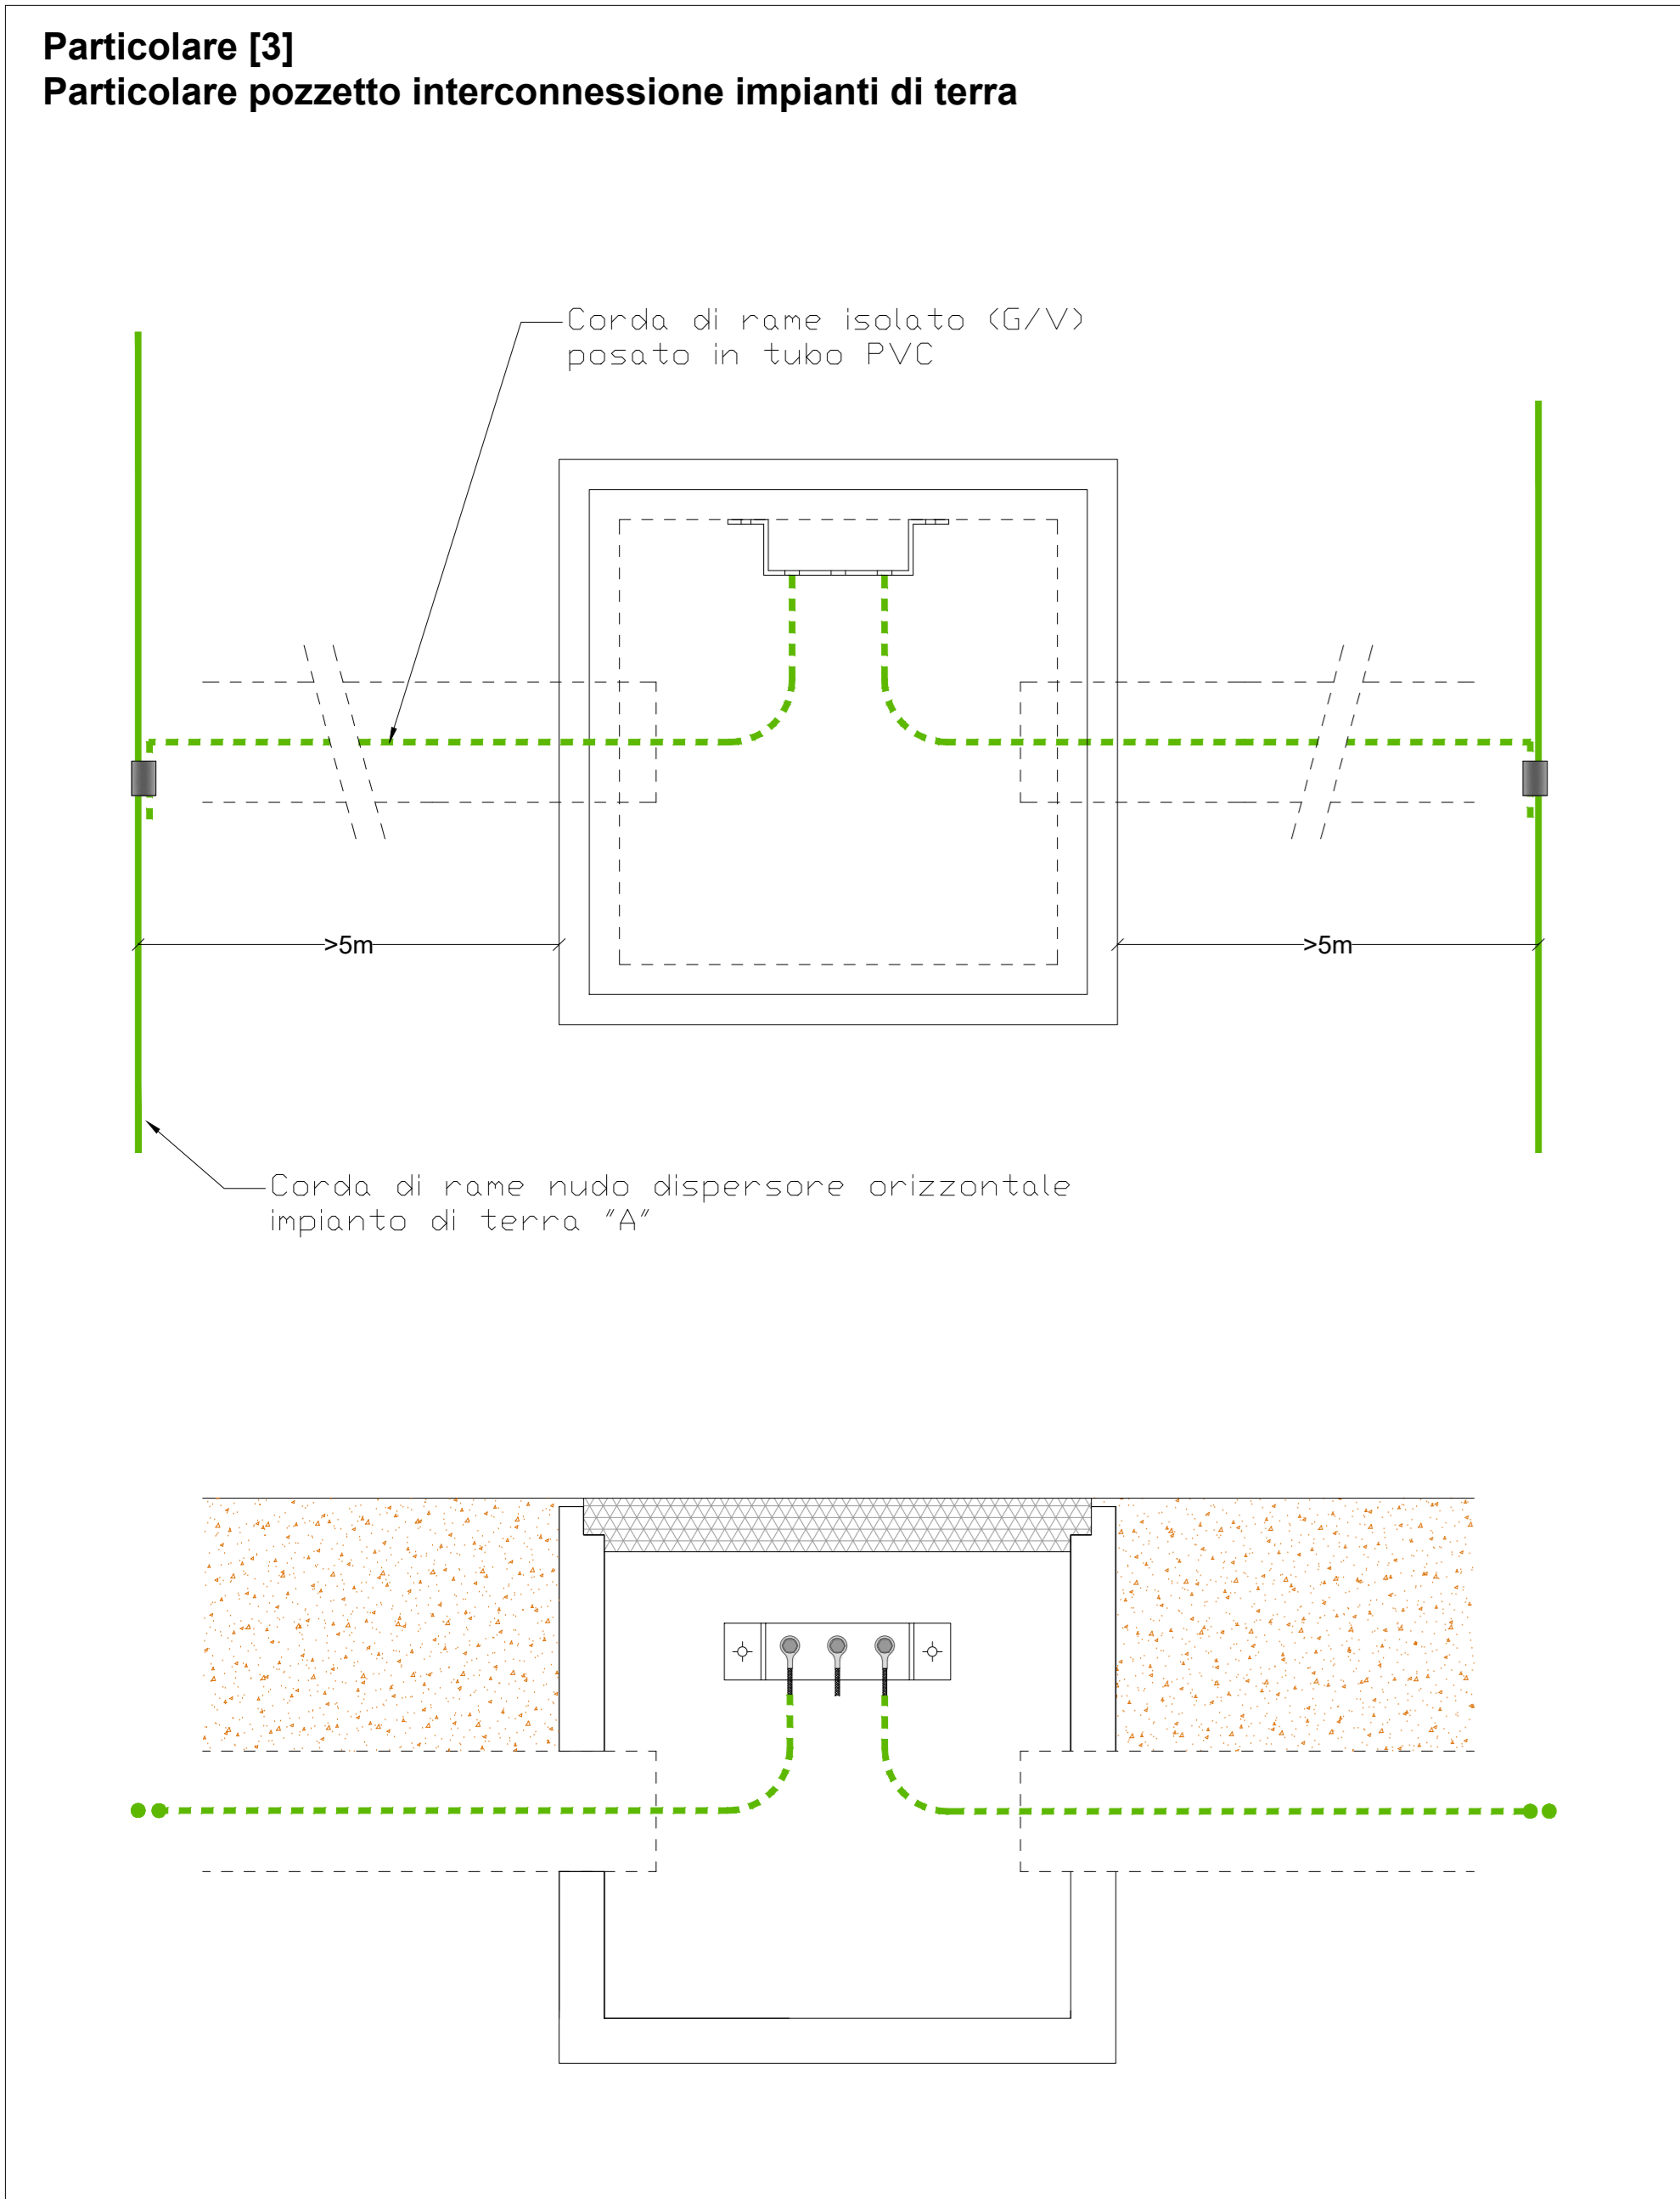 Particolare [3]
Particolare pozzetto interconnessione impianti di terra
Corda di rame isolato (G/V)
posato in tubo PVC
>5m
>5m
Corda di rame nudo dispersore orizzontale
impianto di terra "A"